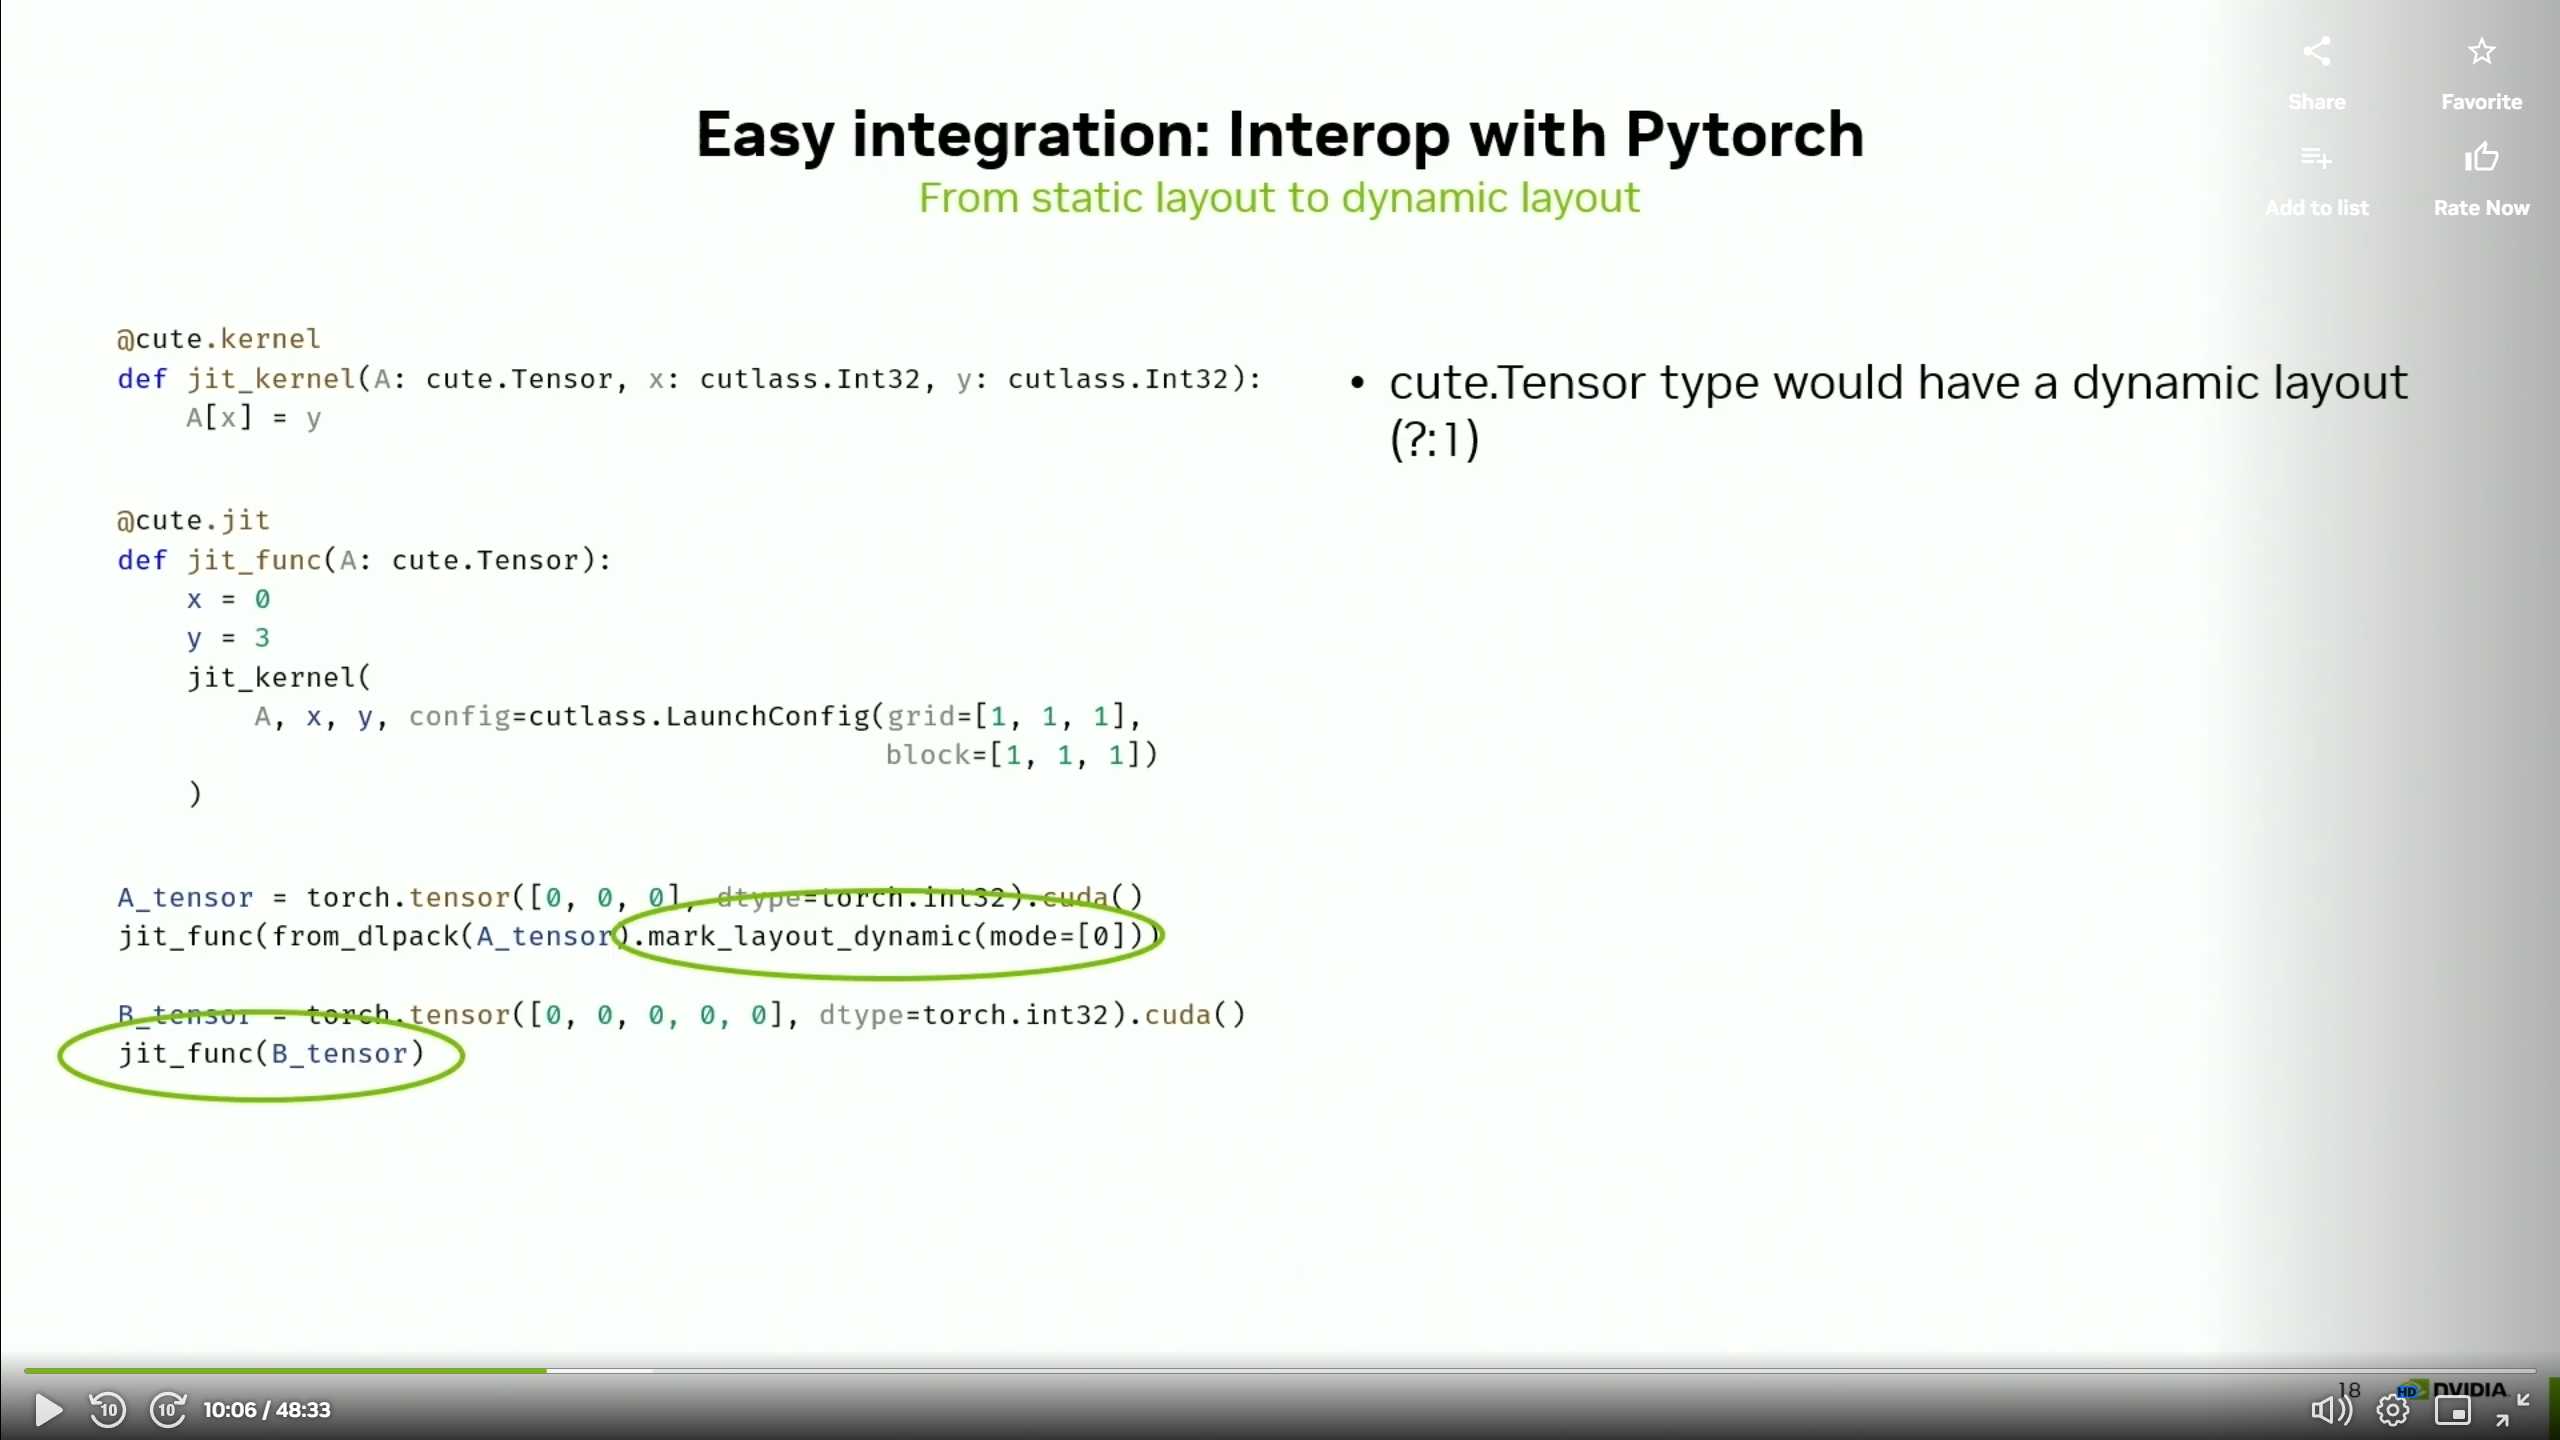 Share
Favorite
Add to list
Rate Now
Easy integration: Interop with Pytorch
From static layout to dynamic layout
@cute.kernel
def jit_kernel(A: cute.Tensor, x: cutlass.Int32, y: cutlass.Int32):
    A[x] = y
@cute.jit
def jit_func(A: cute.Tensor):
    x = 0
    y = 3
    jit_kernel(
        A, x, y, config=cutlass.LaunchConfig(grid=[1, 1, 1],
                                             block=[1, 1, 1])
    )
A_tensor = torch.tensor([0, 0, 0], dtype=torch.int32).cuda()
jit_func(from_dlpack(A_tensor).mark_layout_dynamic(mode=[0]))
B_tensor = torch.tensor([0, 0, 0, 0, 0], dtype=torch.int32).cuda()
jit_func(B_tensor)
• cute.Tensor type would have a dynamic layout
(?:1)
10
10
10:06 / 48:33
18
HD
NVIDIA